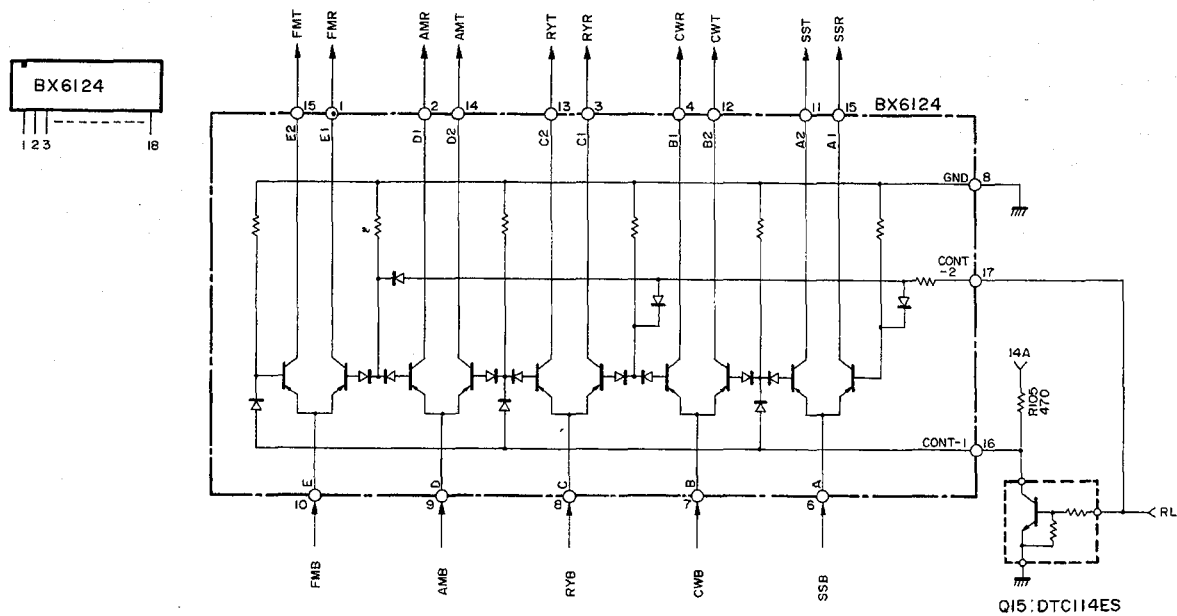 FMT FMR AMR AMT RYT RYR CWR CWT SST SSR
BX6124
1 2 3 18
15 1 2 14 13 3 4 12 11 15 BX6124
E2 E1 D1 D2 C2 C1 B1 B2 A2 A1
GND 8
CONT
-2 17
14A
R105
470
CONT-1 16
E D C B A
10 9 8 7 6
RL
FMB AMB RYB CWB SSB
Q15:DTC114ES